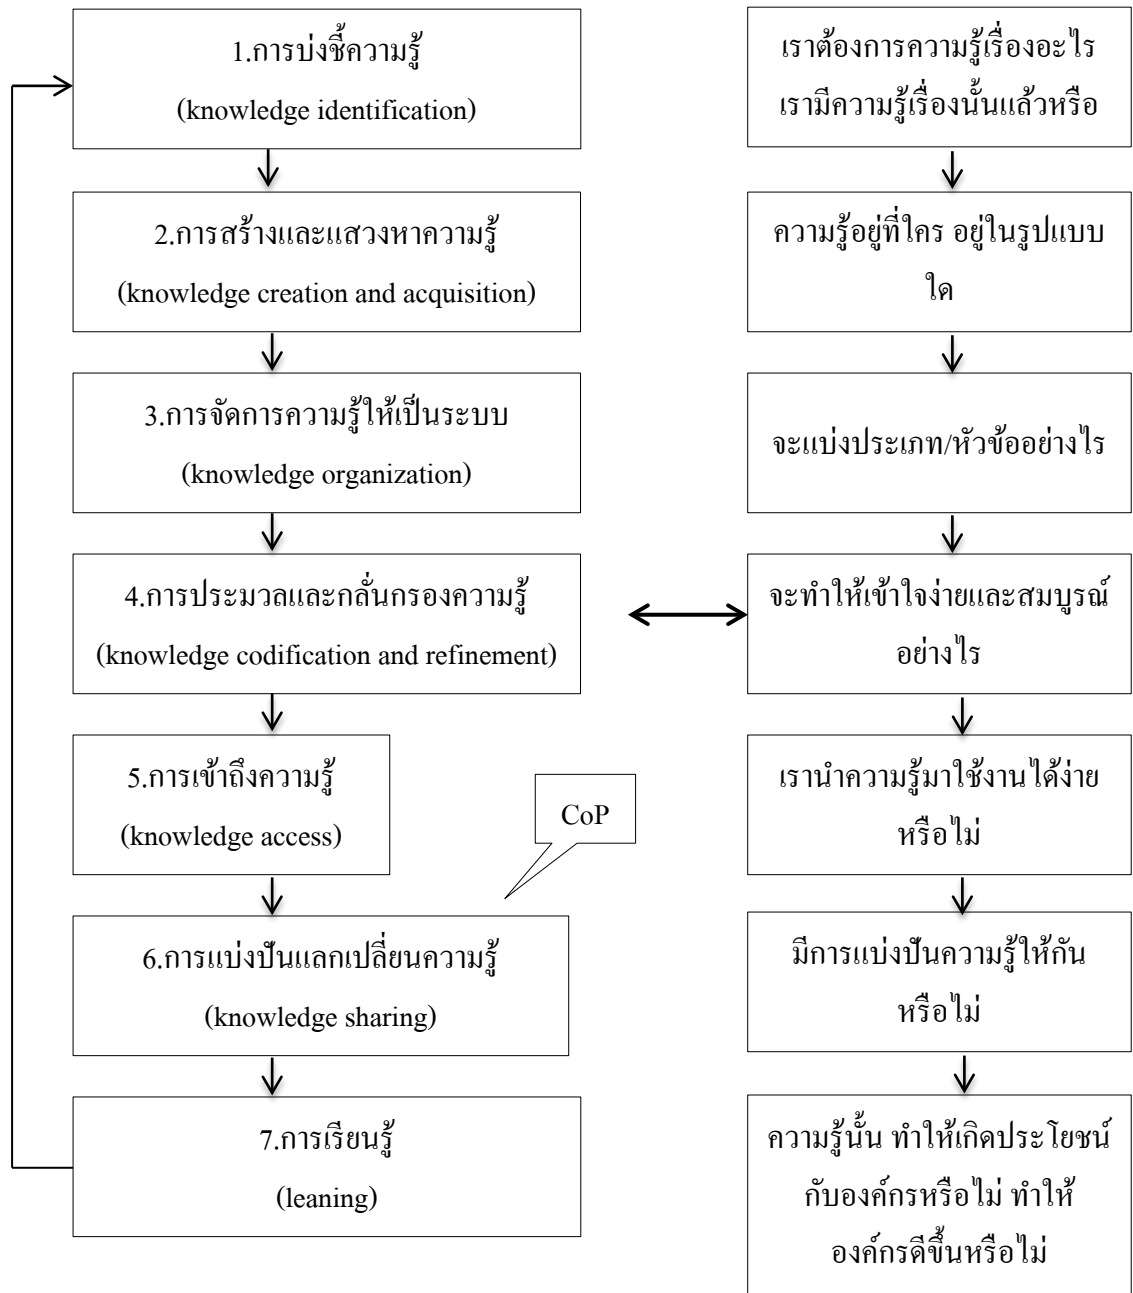 1.การบ่งชี้ความรู้
(knowledge identification)
เราต้องการความรู้เรื่องอะไร
เรามีความรู้เรื่องนั้นแล้วหรือ
2.การสร้างและแสวงหาความรู้
(knowledge creation and acquisition)
ความรู้อยู่ที่ใคร อยู่ในรูปแบบ
ใด
3.การจัดการความรู้ให้เป็นระบบ
(knowledge organization)
จะแบ่งประเภท/หัวข้ออย่างไร
4.การประมวลและกลั่นกรองความรู้
(knowledge codification and refinement)
จะทำให้เข้าใจง่ายและสมบูรณ์
อย่างไร
5.การเข้าถึงความรู้
(knowledge access)
CoP
เรานำความรู้มาใช้งานได้ง่าย
หรือไม่
6.การแบ่งปันแลกเปลี่ยนความรู้
(knowledge sharing)
มีการแบ่งปันความรู้ให้กัน
หรือไม่
7.การเรียนรู้
(leaning)
ความรู้นั้น ทำให้เกิดประโยชน์
กับองค์กรหรือไม่ ทำให้
องค์กรดีขึ้นหรือไม่